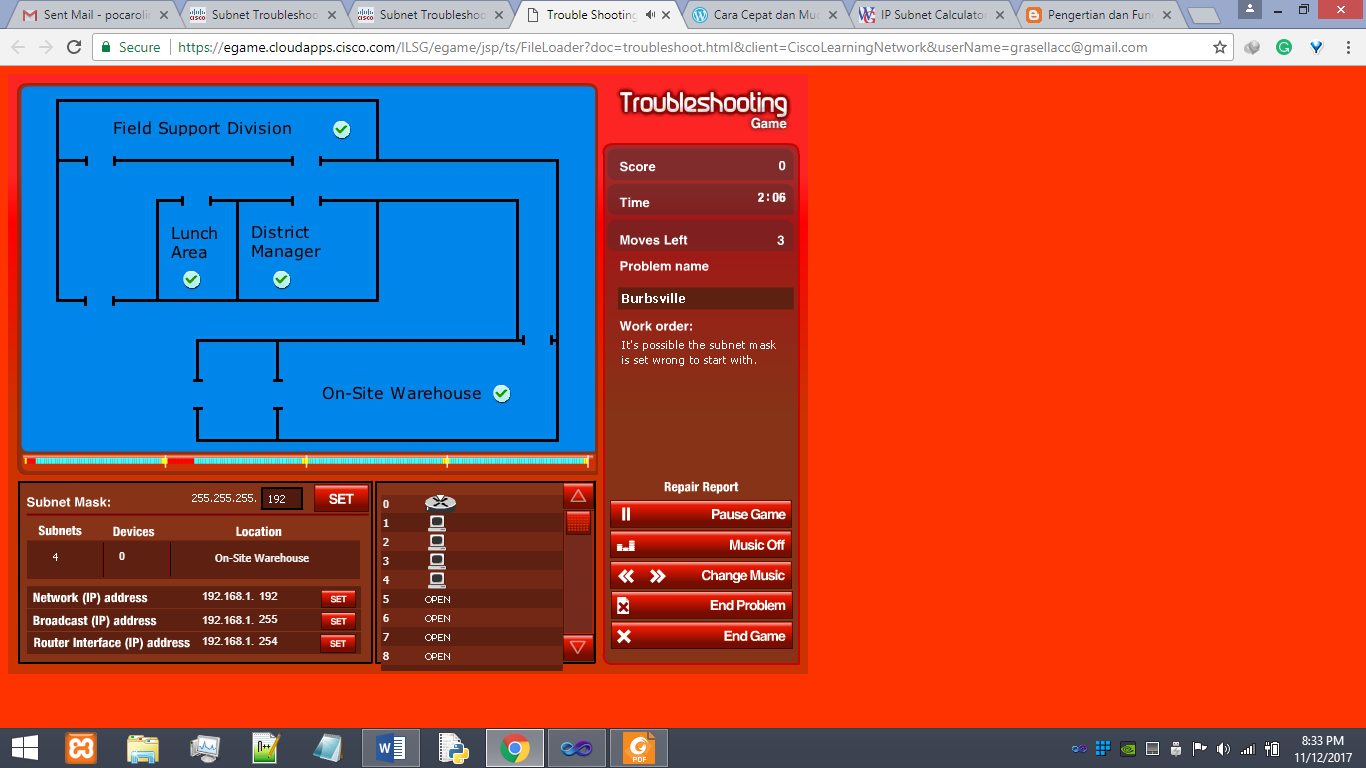 Sent Mail - pocarolin
Subnet Troubleshoo
Subnet Troubleshoo
Trouble Shooting
Cara Cepat dan Mud
IP Subnet Calculator
Pengertian dan Fun
Secure
https://egame.cloudapps.cisco.com/ILSG/egame/jsp/ts/FileLoader?doc=troubleshoot.html&client=CiscoLearningNetwork&userName=grasellacc@gmail.com
Field Support Division
Lunch
Area
District
Manager
On-Site Warehouse
Troubleshooting
Game
Score 0
Time 2:06
Moves Left 3
Problem name
Burbsville
Work order:
It's possible the subnet mask
is set wrong to start with.
Repair Report
Pause Game
Music Off
Change Music
End Problem
End Game
Subnet Mask: 255.255.255. 192 SET
Subnets Devices Location
4 0 On-Site Warehouse
Network (IP) address 192.168.1. 192 SET
Broadcast (IP) address 192.168.1. 255 SET
Router Interface (IP) address 192.168.1. 254 SET
0
1
2
3
4
5 OPEN
6 OPEN
7 OPEN
8 OPEN
PDF
8:33 PM
11/12/2017